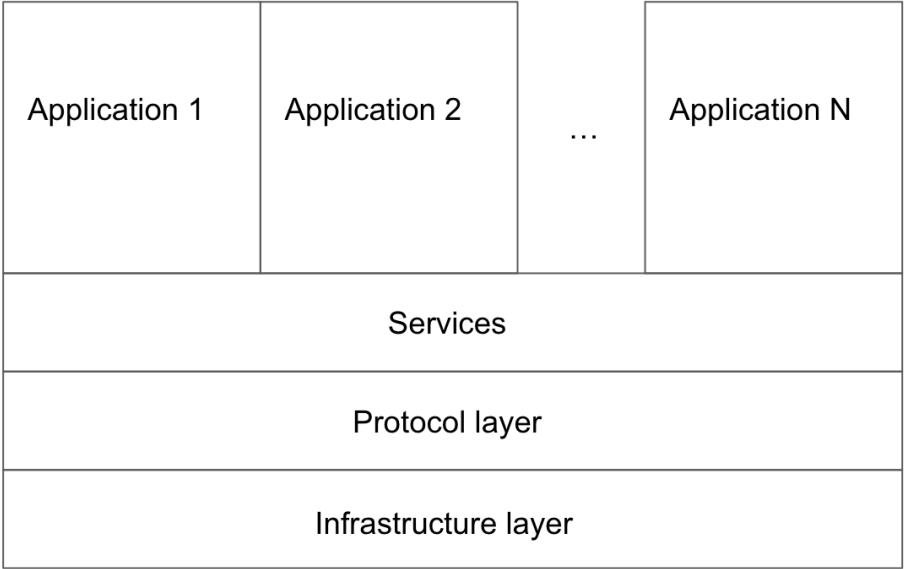 Application 1
Application 2
...
Application N
Services
Protocol layer
Infrastructure layer